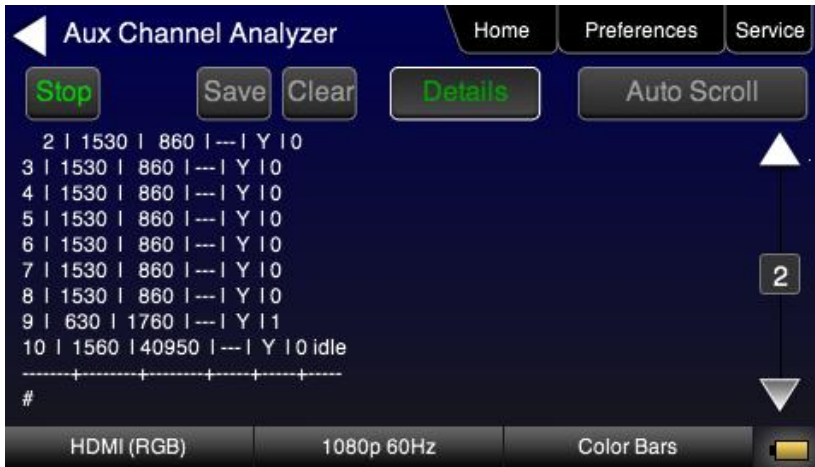 Aux Channel Analyzer Home Preferences Service
Stop Save Clear Details Auto Scroll
2 | 1530 | 860 |---| Y |0
3 | 1530 | 860 |---| Y |0
4 | 1530 | 860 |---| Y |0
5 | 1530 | 860 |---| Y |0
6 | 1530 | 860 |---| Y |0
7 | 1530 | 860 |---| Y |0
8 | 1530 | 860 |---| Y |0
9 | 630 | 1760 |---| Y |1
10 | 1560 |40950 |---| Y |0 idle
-------+--------+--------+-----+-----+-----
#
2
HDMI (RGB) 1080p 60Hz Color Bars